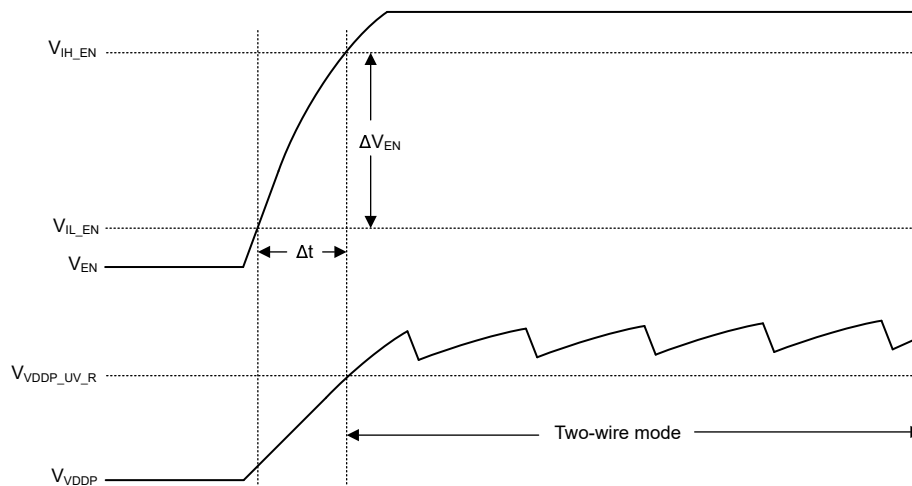 V_IH_EN
ΔV_EN
V_IL_EN
V_EN
Δt
V_VDDP_UV_R
Two-wire mode
V_VDDP